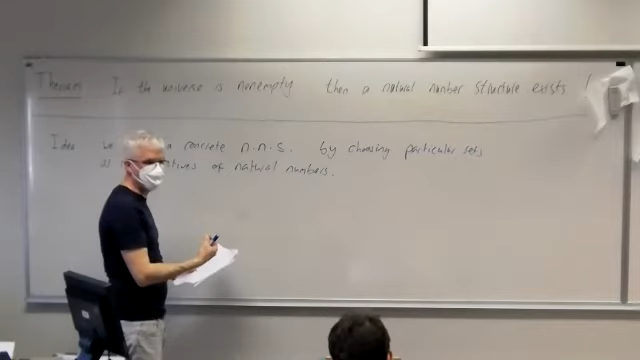 Theorem If the universe is nonempty then a natural number structure exists !
Idea we a concrete n.n.s. by choosing particular sets
as of natural numbers.